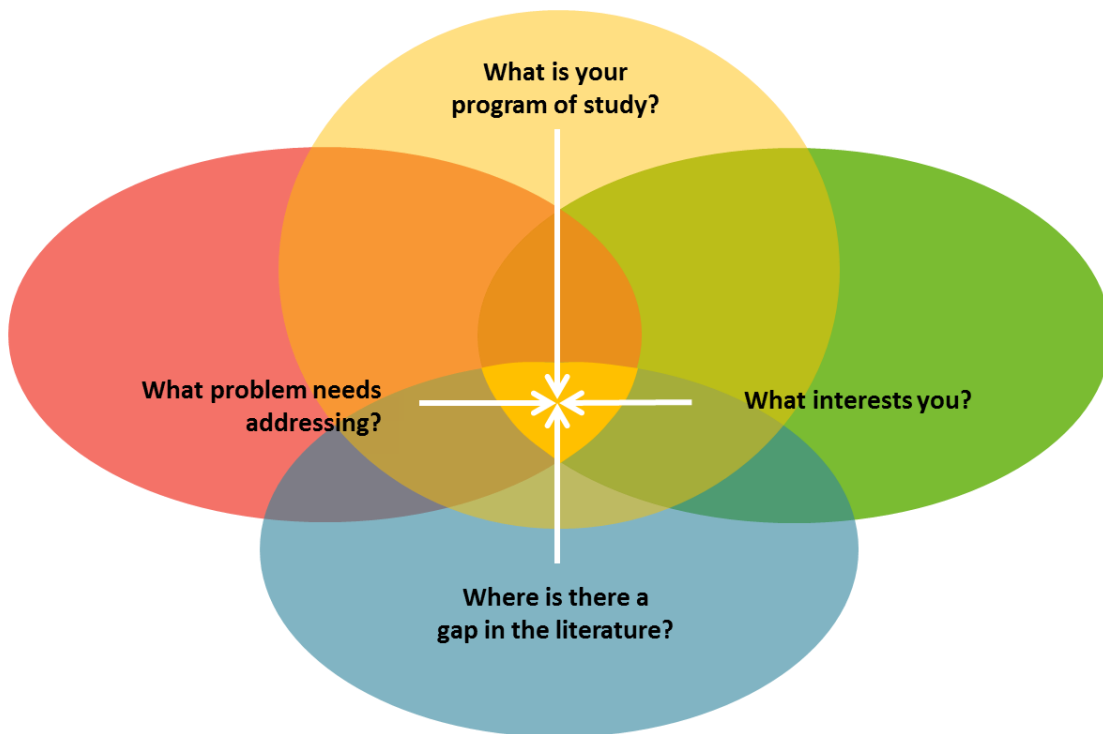 What is your
program of study?
What problem needs
addressing?
What interests you?
Where is there a
gap in the literature?